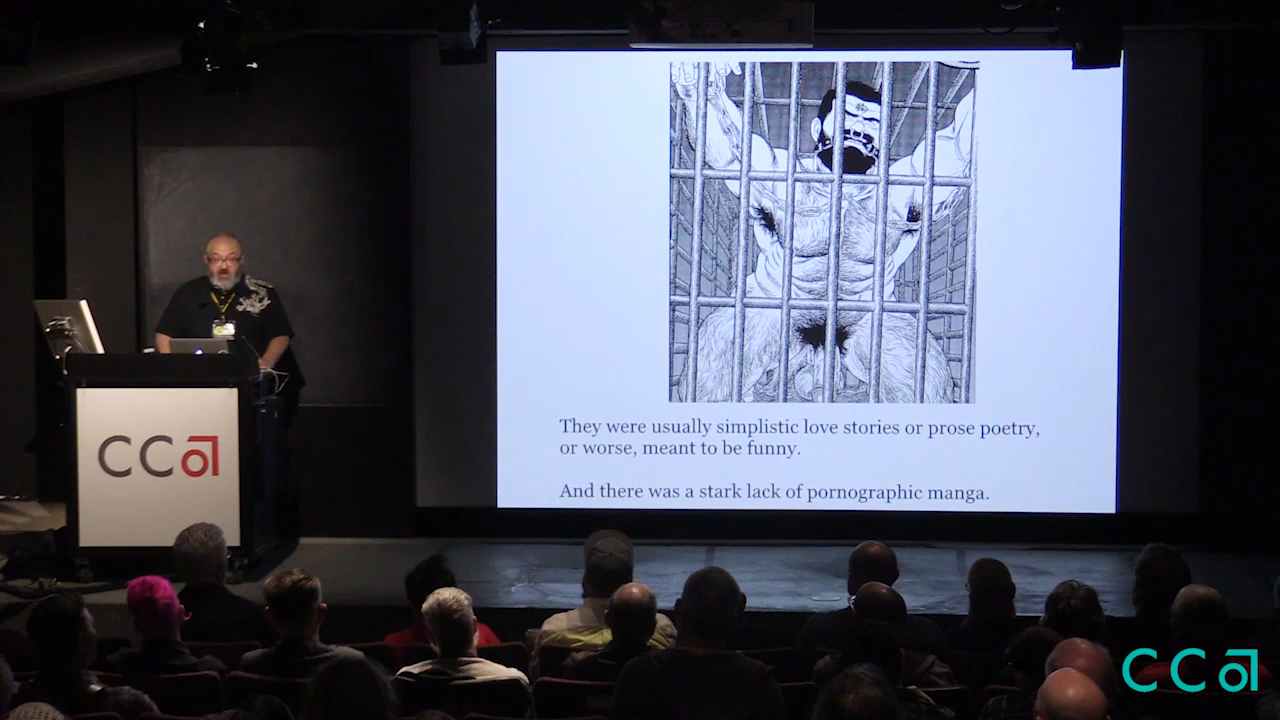 They were usually simplistic love stories or prose poetry,
or worse, meant to be funny.
And there was a stark lack of pornographic manga.
CCA
CCA